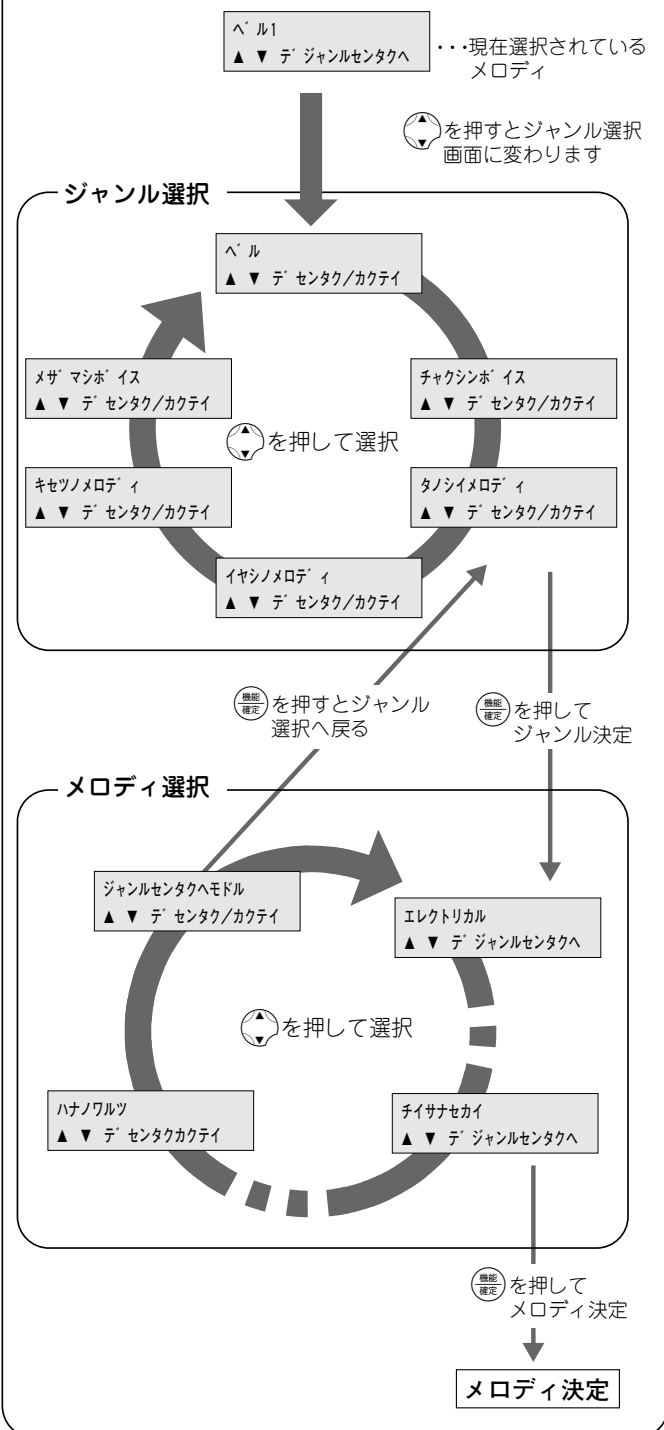 ベル1
▲ ▼ デジャンルセンタクヘ
・・・現在選択されている
メロディ
を押すとジャンル選択
画面に変わります
ジャンル選択
ベル
▲ ▼ デセンタク/カクテイ
メザマシボイス
▲ ▼ デセンタク/カクテイ
チャクシンボイス
▲ ▼ デセンタク/カクテイ
▲▼を押して選択
キセツノメロディ
▲ ▼ デセンタク/カクテイ
タノシイメロディ
▲ ▼ デセンタク/カクテイ
イヤシノメロディ
▲ ▼ デセンタク/カクテイ
機能確定を押すとジャンル
選択へ戻る
機能確定を押して
ジャンル決定
メロディ選択
ジャンルセンタクヘモドル
▲ ▼ デセンタク/カクテイ
エレクトリカル
▲ ▼ デジャンルセンタクヘ
▲▼を押して選択
ハナノワルツ
▲ ▼ デセンタクカクテイ
チイサナセカイ
▲ ▼ デジャンルセンタクヘ
機能確定を押して
メロディ決定
メロディ決定